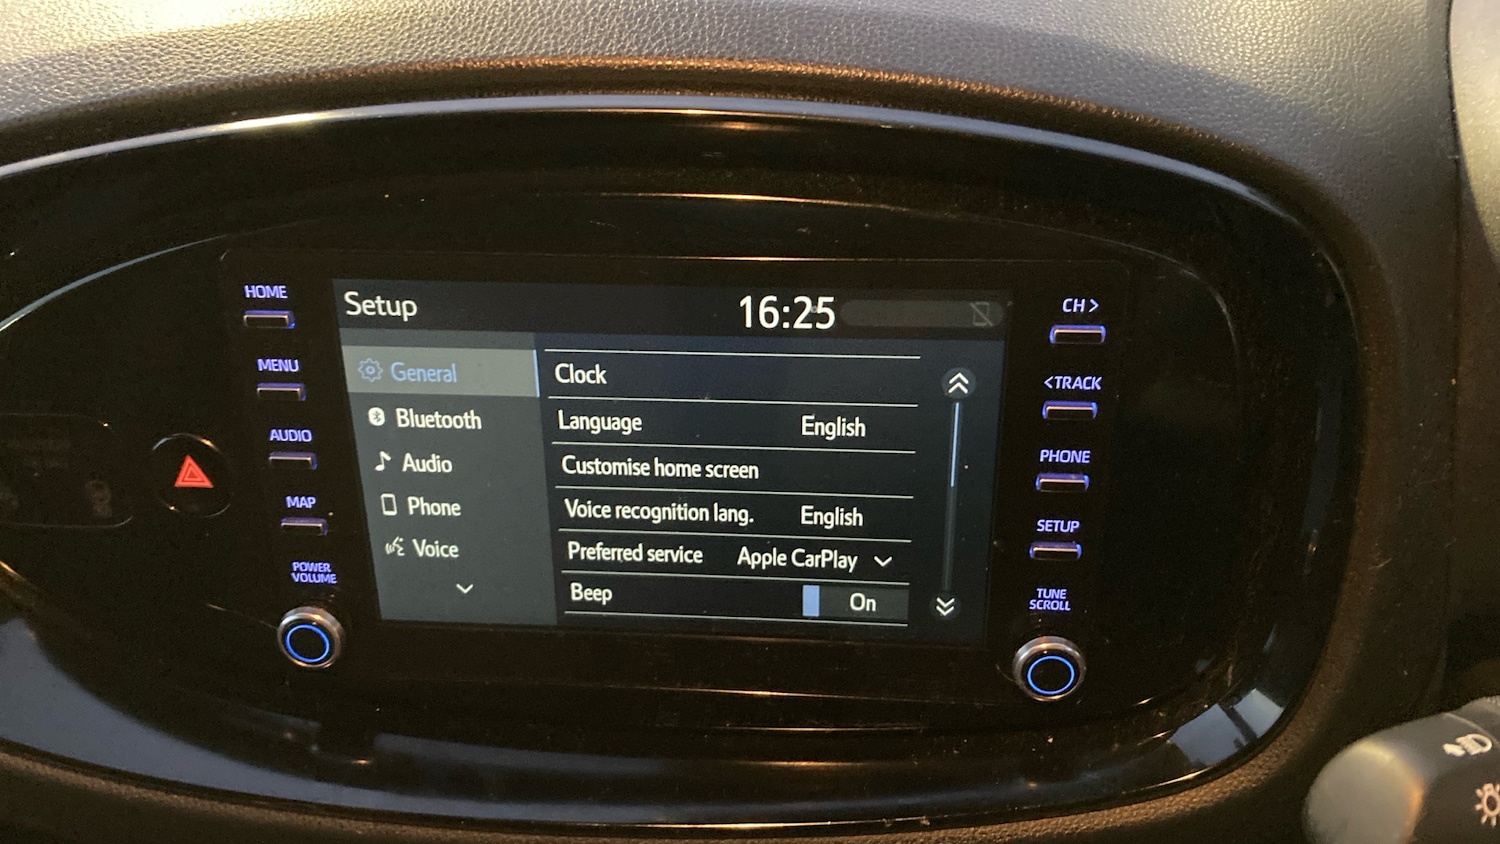 HOME
MENU
AUDIO
MAP
POWER
VOLUME
Setup
16:25
General
Bluetooth
Audio
Phone
Voice
Clock
Language English
Customise home screen
Voice recognition lang. English
Preferred service Apple CarPlay
Beep On
CH >
<TRACK
PHONE
SETUP
TUNE
SCROLL